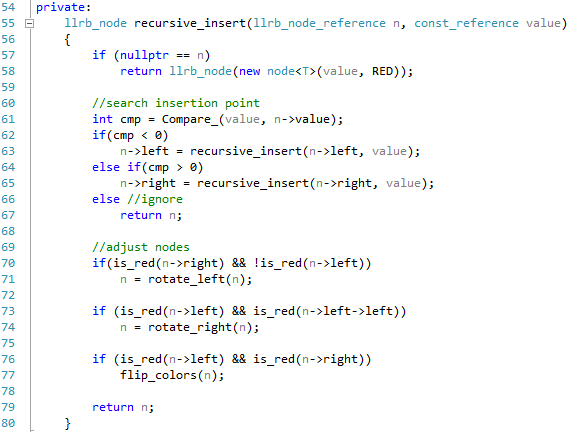 54 private:
55 llrb_node recursive_insert(llrb_node_reference n, const_reference value)
56 {
57 if (nullptr == n)
58 return llrb_node(new node<T>(value, RED));
59
60 //search insertion point
61 int cmp = Compare_(value, n->value);
62 if(cmp < 0)
63 n->left = recursive_insert(n->left, value);
64 else if(cmp > 0)
65 n->right = recursive_insert(n->right, value);
66 else //ignore
67 return n;
68
69 //adjust nodes
70 if(is_red(n->right) && !is_red(n->left))
71 n = rotate_left(n);
72
73 if (is_red(n->left) && is_red(n->left->left))
74 n = rotate_right(n);
75
76 if (is_red(n->left) && is_red(n->right))
77 flip_colors(n);
78
79 return n;
80 }